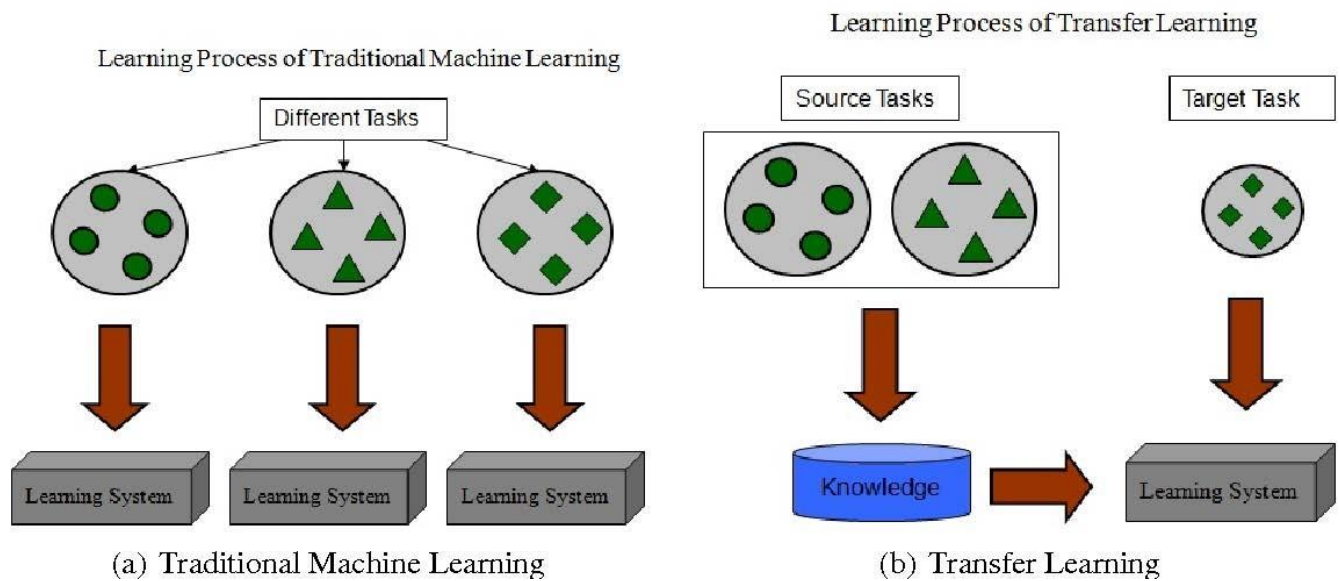 Learning Process of Traditional Machine Learning
Different Tasks
Learning System
Learning System
Learning System
(a) Traditional Machine Learning
Learning Process of Transfer Learning
Source Tasks
Target Task
Knowledge
Learning System
(b) Transfer Learning